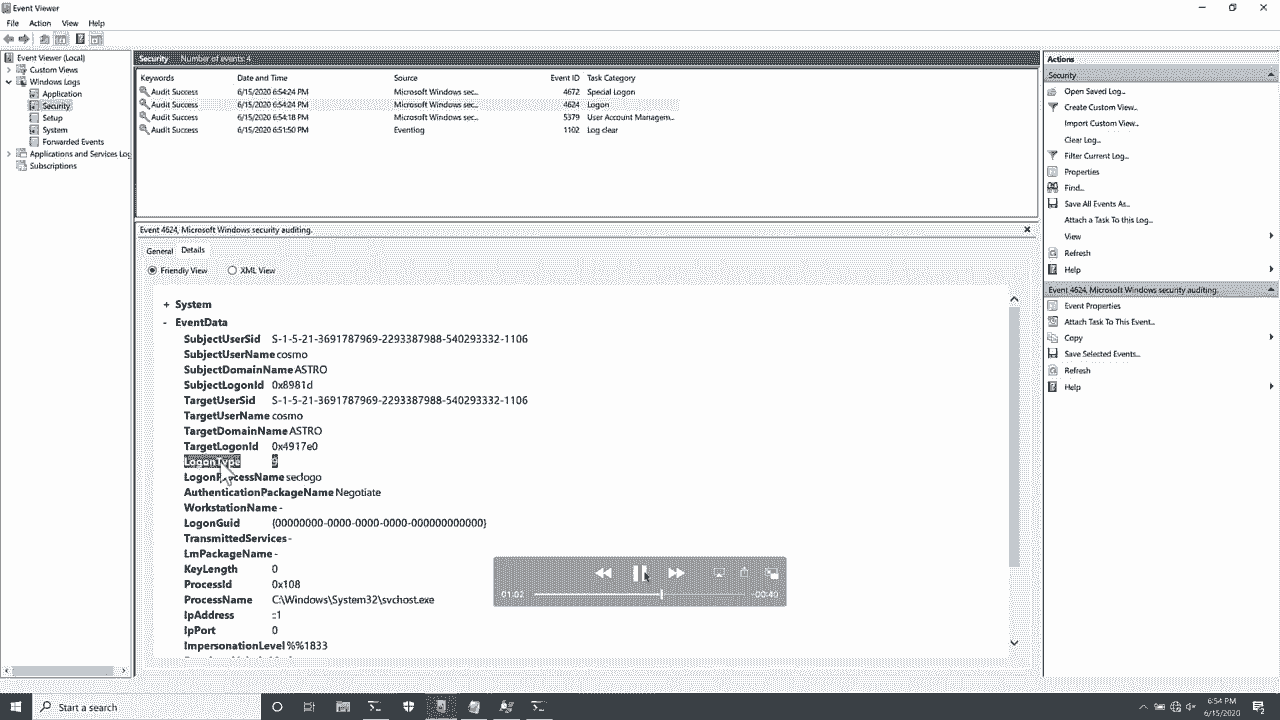 Event Viewer
File Action View Help
Event Viewer (Local)
Custom Views
Windows Logs
Application
Security
Setup
System
Forwarded Events
Applications and Services Log
Subscriptions
Security Number of events: 4
Keywords Date and Time Source Event ID Task Category
Audit Success 6/15/2020 6:54:24 PM Microsoft Windows sec... 4672 Special Logon
Audit Success 6/15/2020 6:54:24 PM Microsoft Windows sec... 4624 Logon
Audit Success 6/15/2020 6:54:18 PM Microsoft Windows sec... 5379 User Account Managem...
Audit Success 6/15/2020 6:51:50 PM Eventlog 1102 Log clear
Event 4624, Microsoft Windows security auditing.
General Details
Friendly View XML View
+ System
- EventData
SubjectUserSid S-1-5-21-3691787969-2293387988-540293332-1106
SubjectUserName cosmo
SubjectDomainName ASTRO
SubjectLogonId 0x8981d
TargetUserSid S-1-5-21-3691787969-2293387988-540293332-1106
TargetUserName cosmo
TargetDomainName ASTRO
TargetLogonId 0x4917e0
LogonType 9
LogonProcessName seclogo
AuthenticationPackageName Negotiate
WorkstationName -
LogonGuid {00000000-0000-0000-0000-000000000000}
TransmittedServices -
LmPackageName -
KeyLength 0
ProcessId 0x108
ProcessName C:\Windows\System32\svchost.exe
IpAddress ::1
IpPort 0
ImpersonationLevel %%1833
01:02 -00:40
Actions
Security
Open Saved Log...
Create Custom View...
Import Custom View...
Clear Log...
Filter Current Log...
Properties
Find...
Save All Events As...
Attach a Task To this Log...
View
Refresh
Help
Event 4624, Microsoft Windows security auditing.
Event Properties
Attach Task To This Event...
Copy
Save Selected Events...
Refresh
Help
Start a search
6:54 PM
6/15/2020